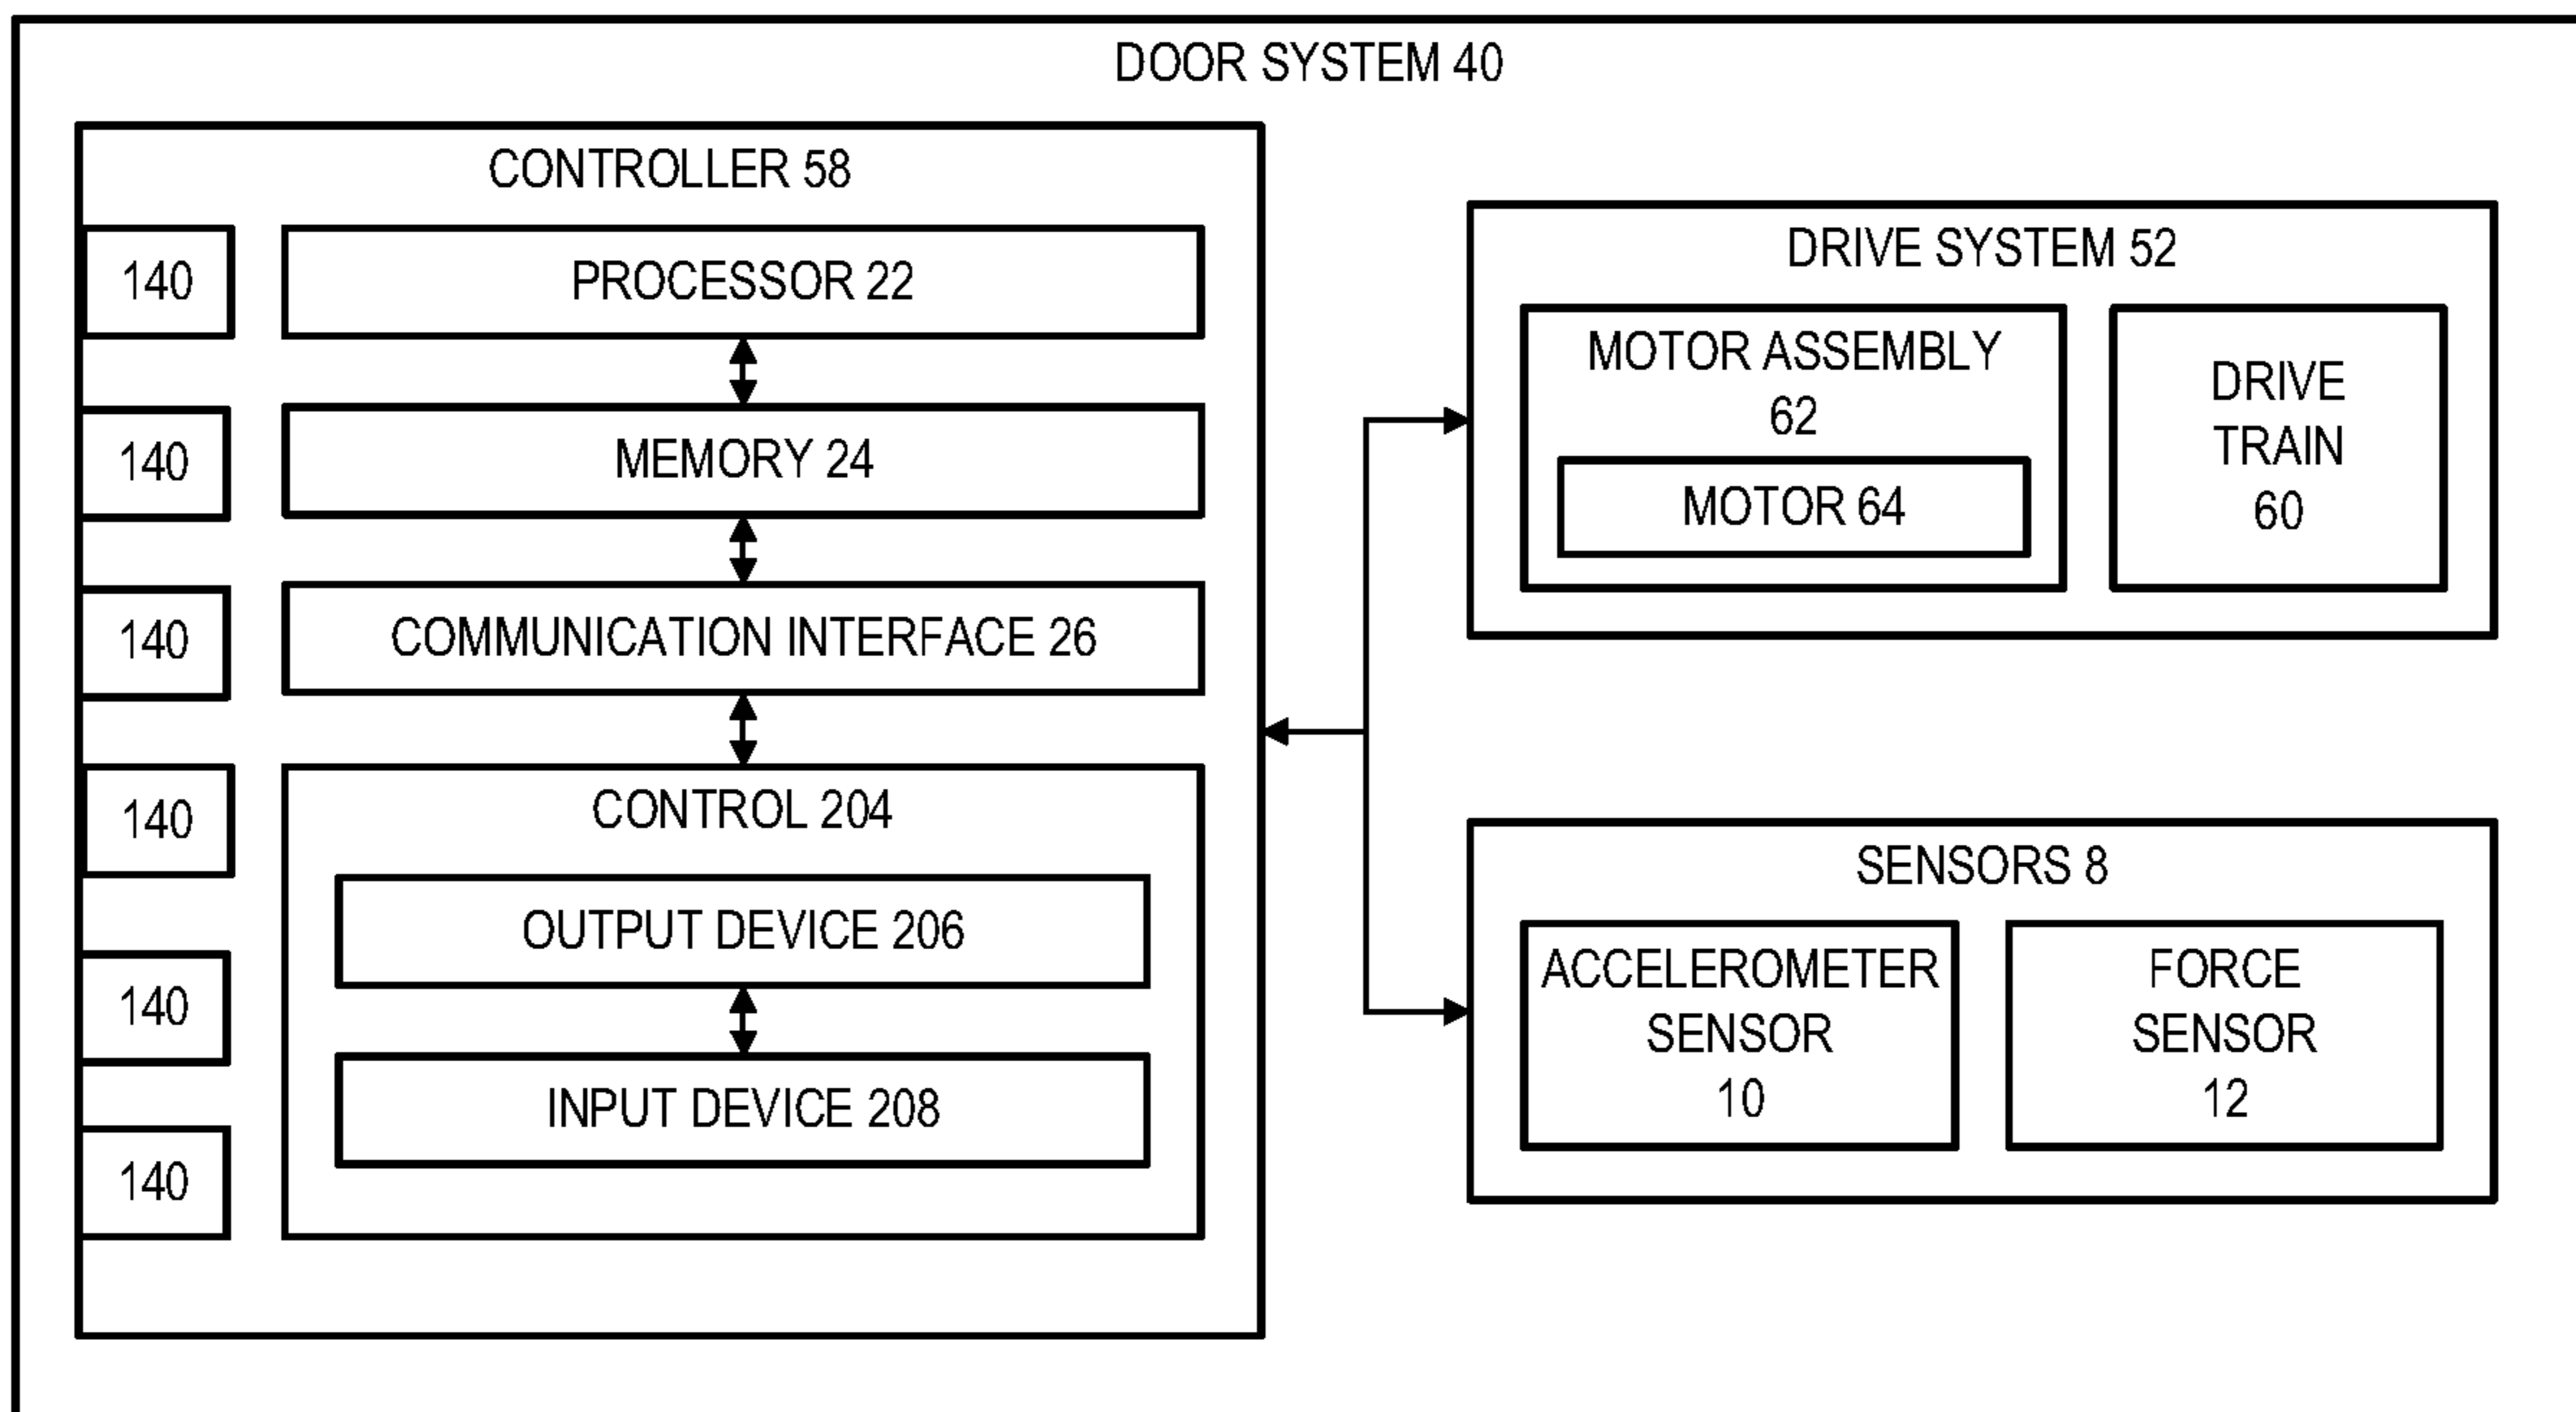 DOOR SYSTEM 40
CONTROLLER 58
140
PROCESSOR 22
140
MEMORY 24
140
COMMUNICATION INTERFACE 26
140
CONTROL 204
OUTPUT DEVICE 206
140
INPUT DEVICE 208
140
DRIVE SYSTEM 52
MOTOR ASSEMBLY
62
MOTOR 64
DRIVE
TRAIN
60
SENSORS 8
ACCELEROMETER
SENSOR
10
FORCE
SENSOR
12